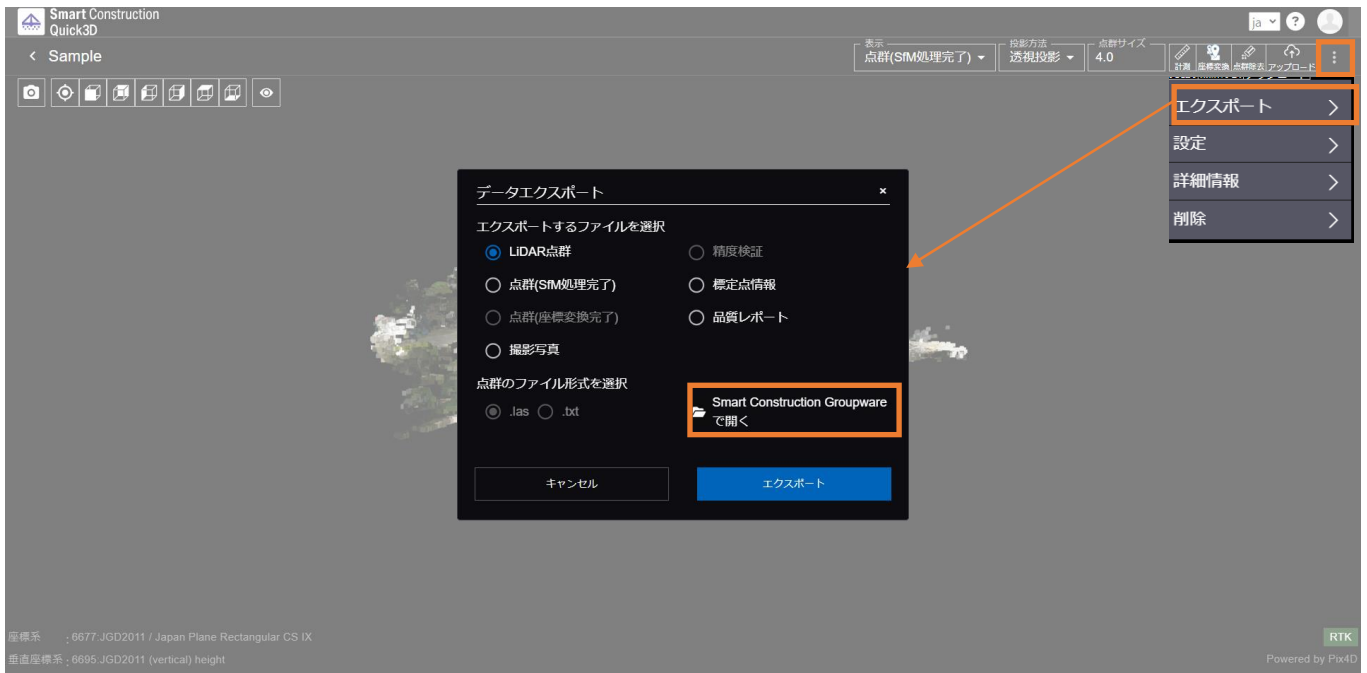 Smart Construction
Quick3D
ja
?
Sample
表示
点群(SfM処理完了)
投影方法
透視投影
点群サイズ
4.0
計測
座標変換
点群除去
アップロード
エクスポート
設定
詳細情報
削除
データエクスポート
×
エクスポートするファイルを選択
LiDAR点群
精度検証
点群(SfM処理完了)
標定点情報
点群(座標変換完了)
品質レポート
撮影写真
点群のファイル形式を選択
.las
.txt
Smart Construction Groupware
で開く
キャンセル
エクスポート
座標系 : 6677:JGD2011 / Japan Plane Rectangular CS IX
RTK
垂直座標系 : 6695:JGD2011 (vertical) height
Powered by Pix4D